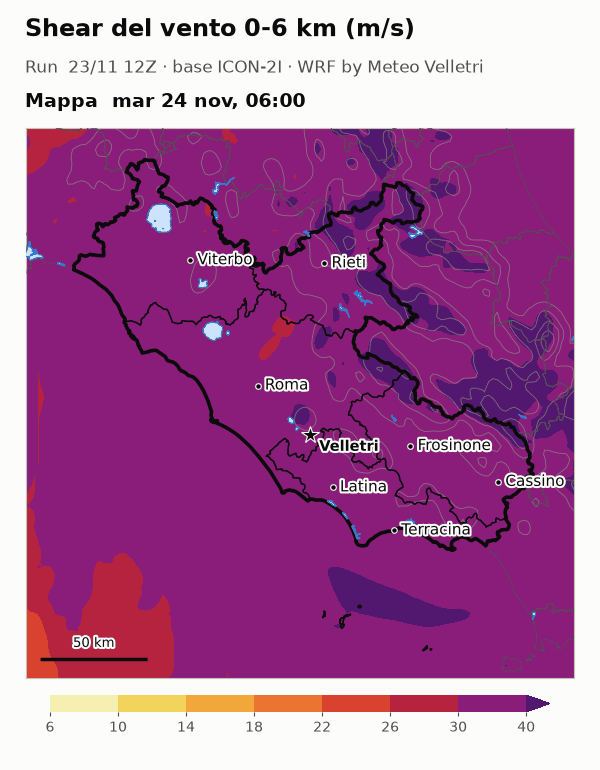 Shear del vento 0-6 km (m/s)
Run  23/11 12Z · base ICON-2I · WRF by Meteo Velletri
Mappa  mar 24 nov, 06:00
Viterbo
Rieti
Roma
Velletri
Frosinone
Latina
Cassino
Terracina
50 km
6 10 14 18 22 26 30 40